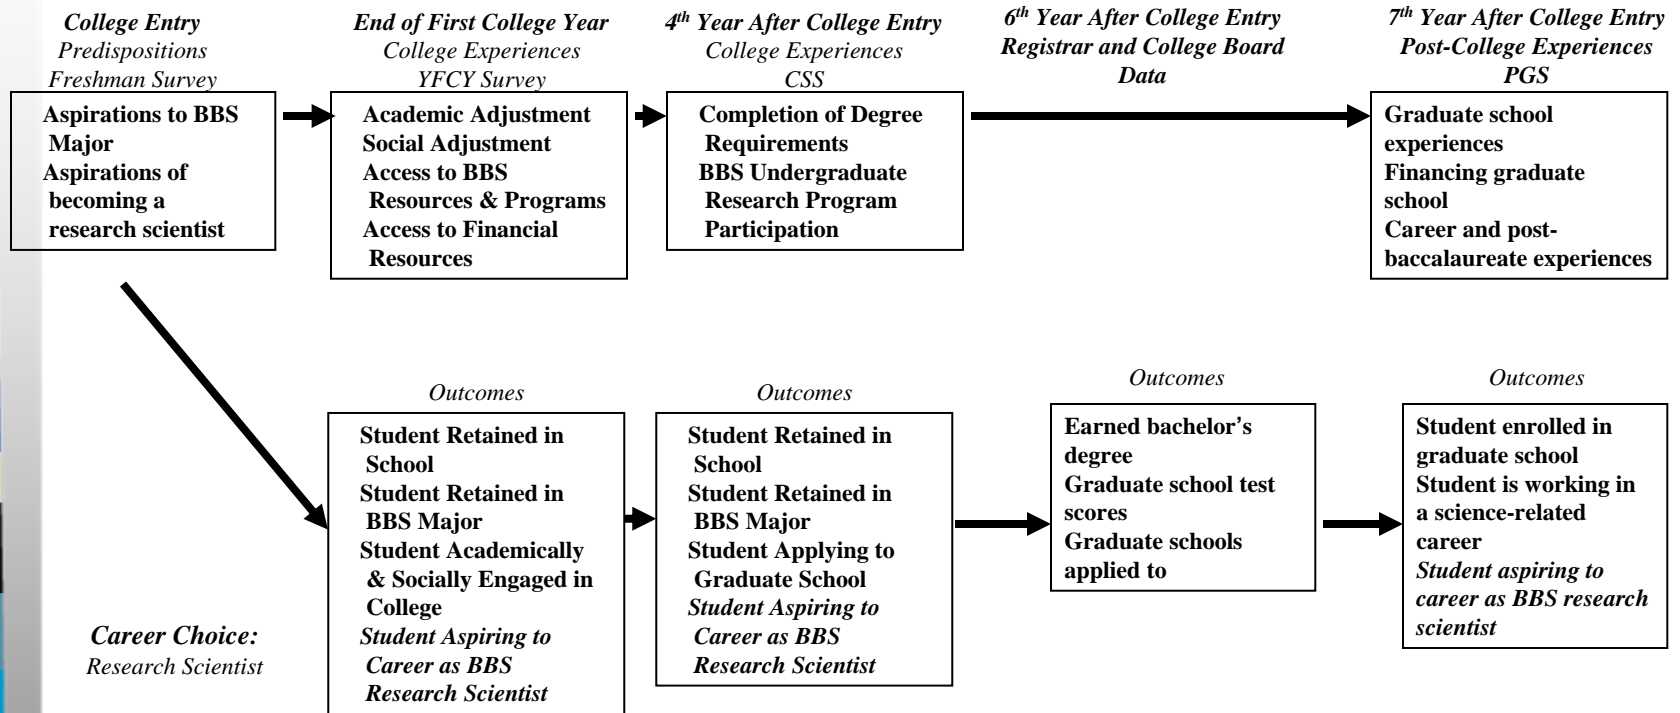 College Entry
Predispositions
Freshman Survey
Aspirations to BBS
Major
Aspirations of
becoming a
research scientist
End of First College Year
College Experiences
YFCY Survey
Academic Adjustment
Social Adjustment
Access to BBS
Resources & Programs
Access to Financial
Resources
4th Year After College Entry
College Experiences
CSS
Completion of Degree
Requirements
BBS Undergraduate
Research Program
Participation
6th Year After College Entry
Registrar and College Board
Data
7th Year After College Entry
Post-College Experiences
PGS
Graduate school
experiences
Financing graduate
school
Career and post-
baccalaureate experiences
Career Choice:
Research Scientist
Outcomes
Student Retained in
School
Student Retained in
BBS Major
Student Academically
& Socially Engaged in
College
Student Aspiring to
Career as BBS
Research Scientist
Outcomes
Student Retained in
School
Student Retained in
BBS Major
Student Applying to
Graduate School
Student Aspiring to
Career as BBS
Research Scientist
Outcomes
Earned bachelor’s
degree
Graduate school test
scores
Graduate schools
applied to
Outcomes
Student enrolled in
graduate school
Student is working in
a science-related
career
Student aspiring to
career as BBS research
scientist